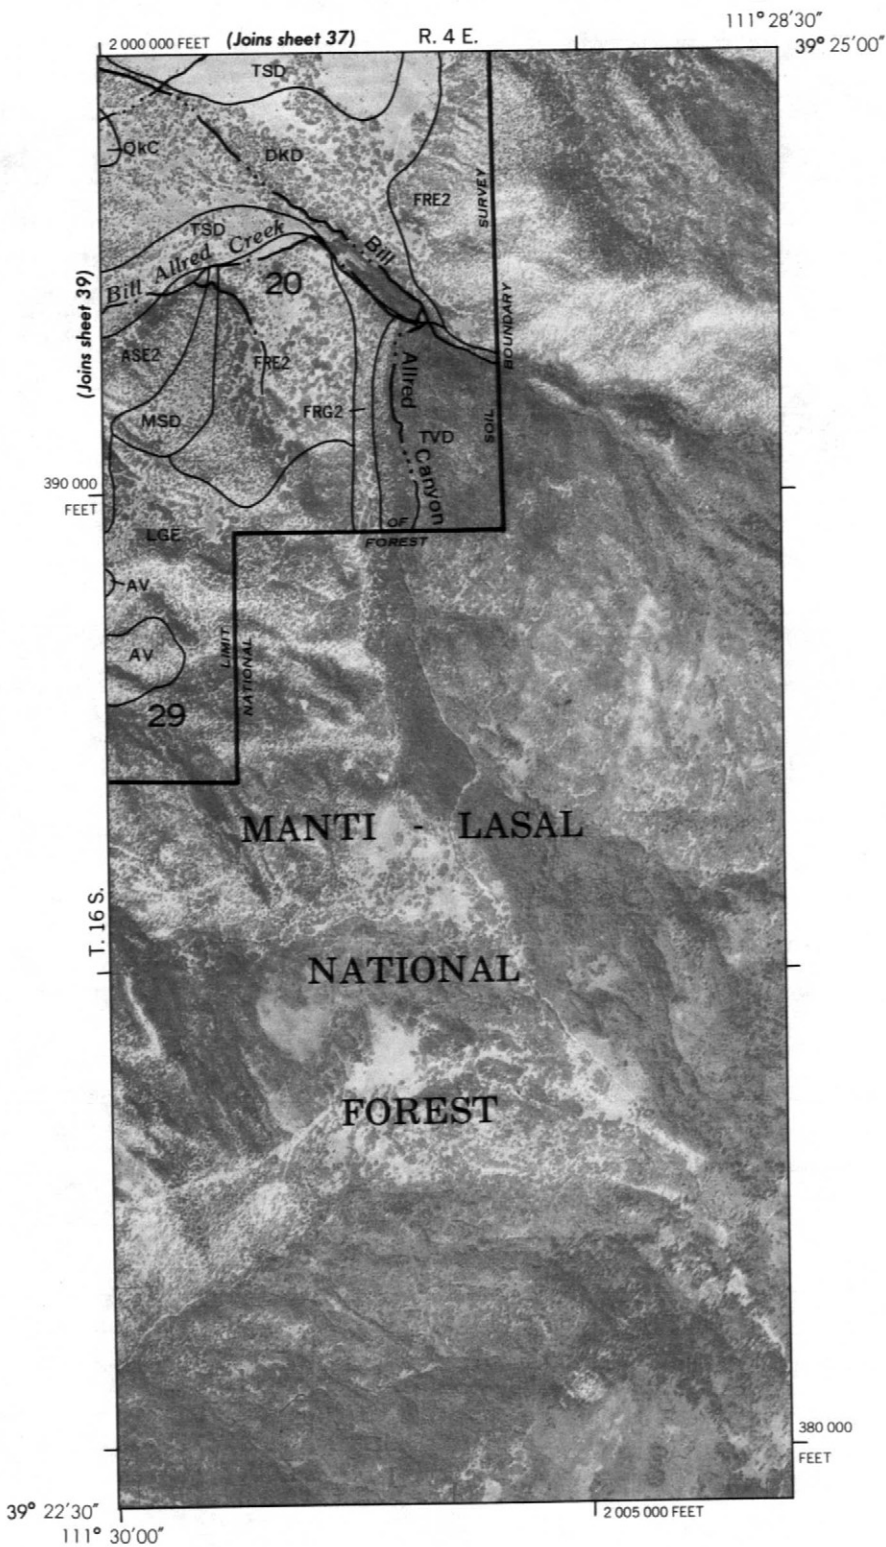 111° 28'30"
2 000 000 FEET (Joins sheet 37) R. 4 E.
39° 25'00"
TSD
QkC
DKD
FRE2
SURVEY
TSD
Bill Allred Creek
Bill
20
(Joins sheet 39)
BOUNDARY
ASE2
FRE2
Allred
FRG2
MSD
TVD
SOIL
Canyon
390 000
FEET
OF
LGE
FOREST
AV
LIMIT
AV
NATIONAL
29
MANTI - LASAL
T. 16 S.
NATIONAL
FOREST
380 000
FEET
39° 22'30"
2 005 000 FEET
111° 30'00"